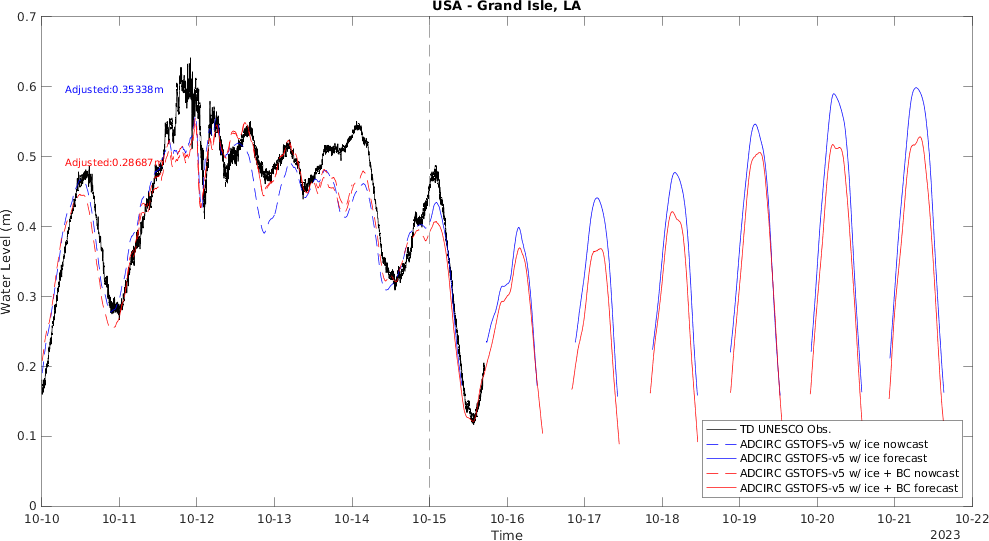 USA - Grand Isle, LA
0.7
0.6
0.5
0.4
0.3
0.2
0.1
0
Water Level (m)
Adjusted:0.35338m
Adjusted:0.28687m
TD UNESCO Obs.
ADCIRC GSTOFS-v5 w/ ice nowcast
ADCIRC GSTOFS-v5 w/ ice forecast
ADCIRC GSTOFS-v5 w/ ice + BC nowcast
ADCIRC GSTOFS-v5 w/ ice + BC forecast
10-10 10-11 10-12 10-13 10-14 10-15 10-16 10-17 10-18 10-19 10-20 10-21 10-22
Time
2023